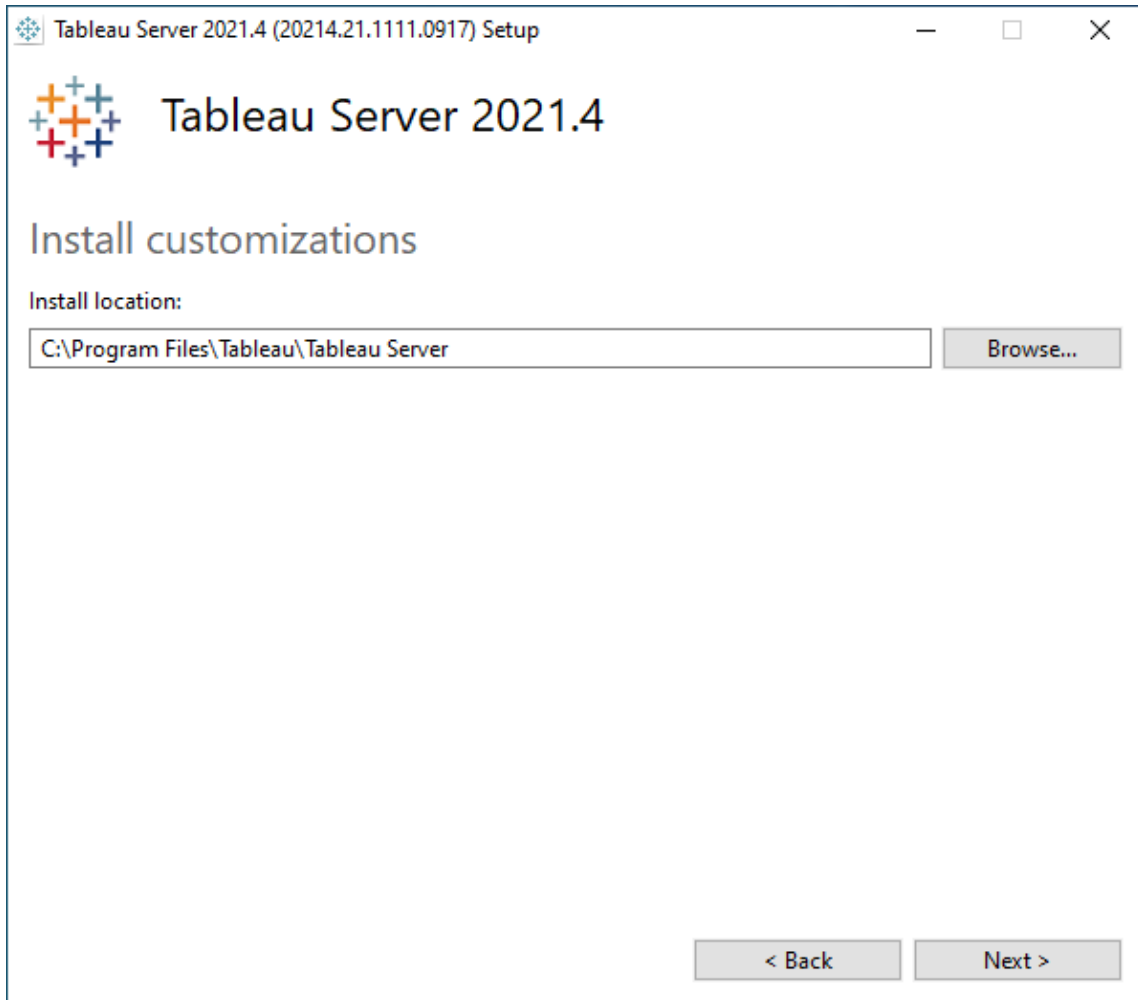 Tableau Server 2021.4 (20214.21.1111.0917) Setup
Tableau Server 2021.4
Install customizations
Install location:
C:\Program Files\Tableau\Tableau Server
Browse...
< Back
Next >